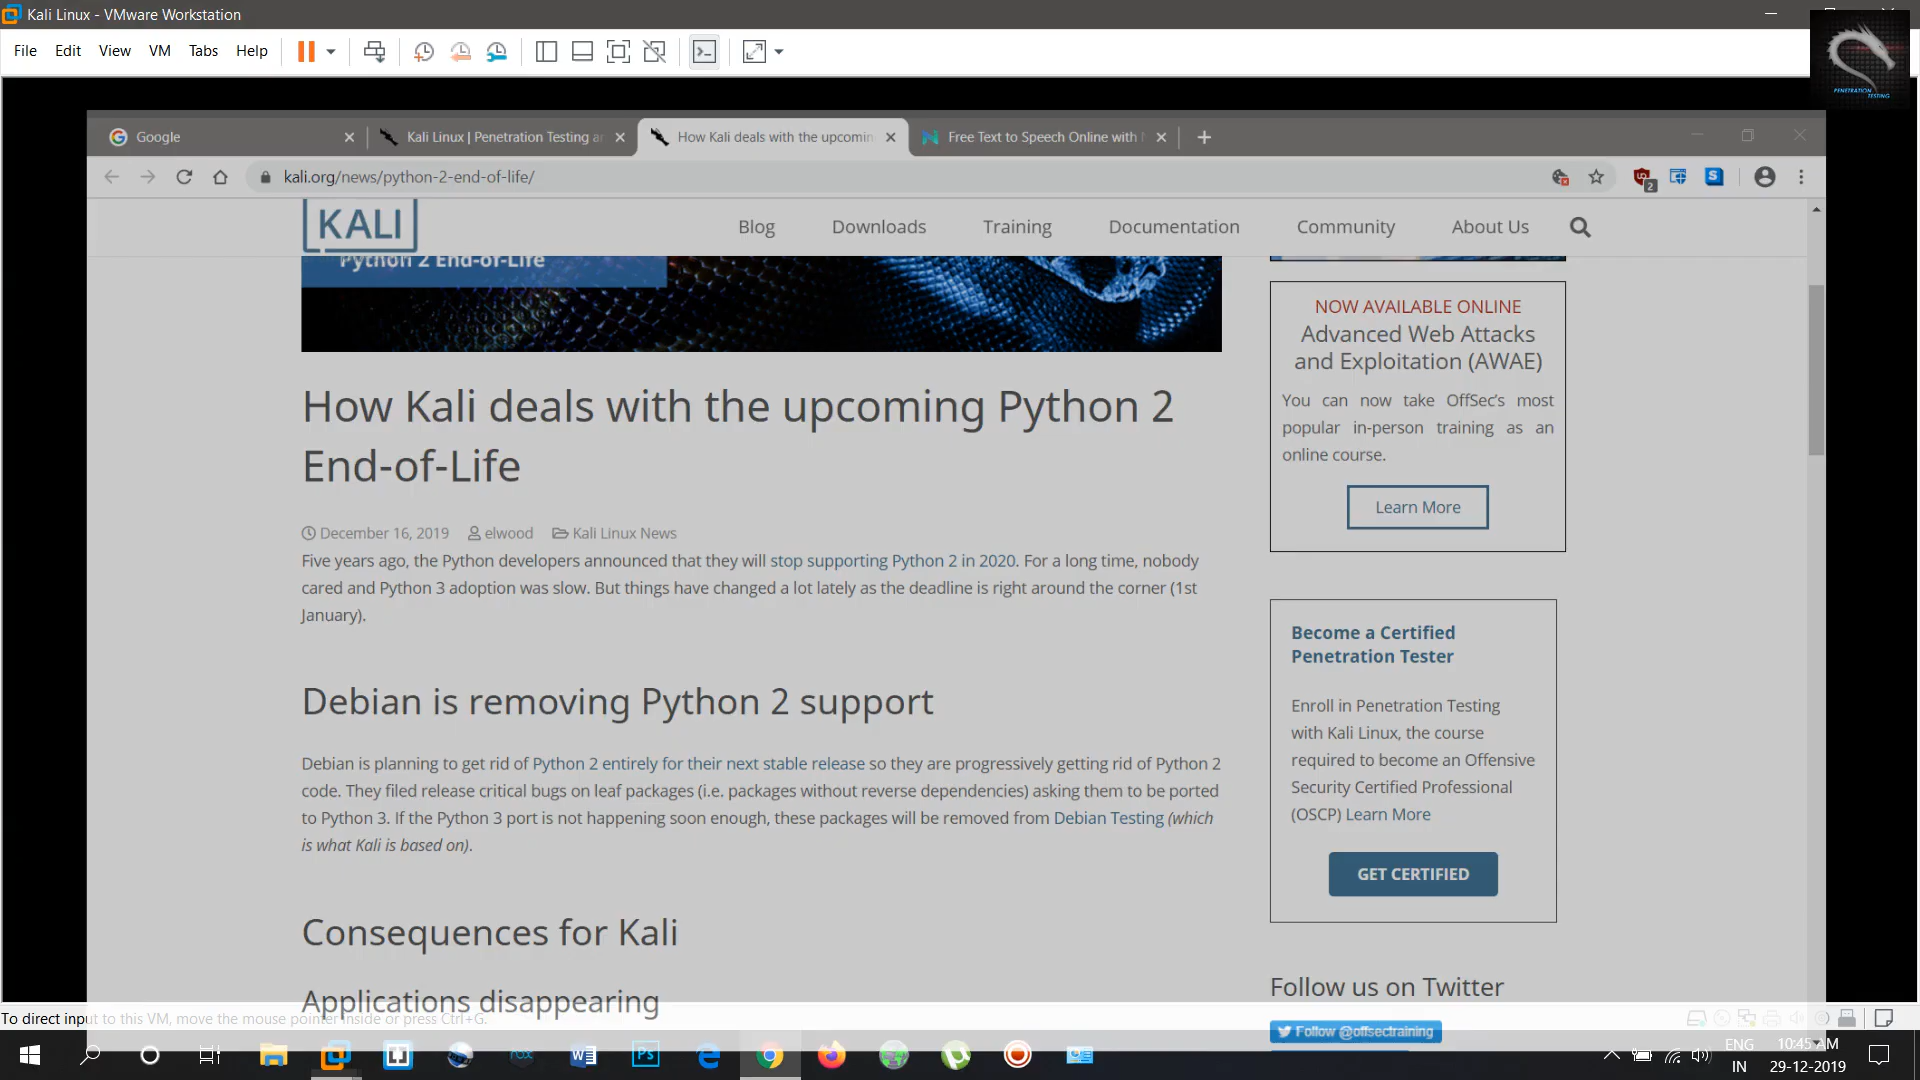 Kali Linux - VMware Workstation
File Edit View VM Tabs Help
PENETRATION
TESTING
Google
Kali Linux | Penetration Testing a
How Kali deals with the upcomin
Free Text to Speech Online with
kali.org/news/python-2-end-of-life/
2
S
KALI
Blog Downloads Training Documentation Community About Us
Python 2 End-of-Life
NOW AVAILABLE ONLINE
Advanced Web Attacks
and Exploitation (AWAE)
You can now take OffSec's most
popular in-person training as an
online course.
Learn More
How Kali deals with the upcoming Python 2
End-of-Life
December 16, 2019 elwood Kali Linux News
Five years ago, the Python developers announced that they will stop supporting Python 2 in 2020. For a long time, nobody
cared and Python 3 adoption was slow. But things have changed a lot lately as the deadline is right around the corner (1st
January).
Become a Certified
Penetration Tester
Enroll in Penetration Testing
with Kali Linux, the course
required to become an Offensive
Security Certified Professional
(OSCP) Learn More
GET CERTIFIED
Debian is removing Python 2 support
Debian is planning to get rid of Python 2 entirely for their next stable release so they are progressively getting rid of Python 2
code. They filed release critical bugs on leaf packages (i.e. packages without reverse dependencies) asking them to be ported
to Python 3. If the Python 3 port is not happening soon enough, these packages will be removed from Debian Testing (which
is what Kali is based on).
Consequences for Kali
Applications disappearing
Follow us on Twitter
Follow @offsectraining
To direct input to this VM, move the mouse pointer inside or press Ctrl+G.
W
Ps
ENG
IN
10:45 AM
29-12-2019